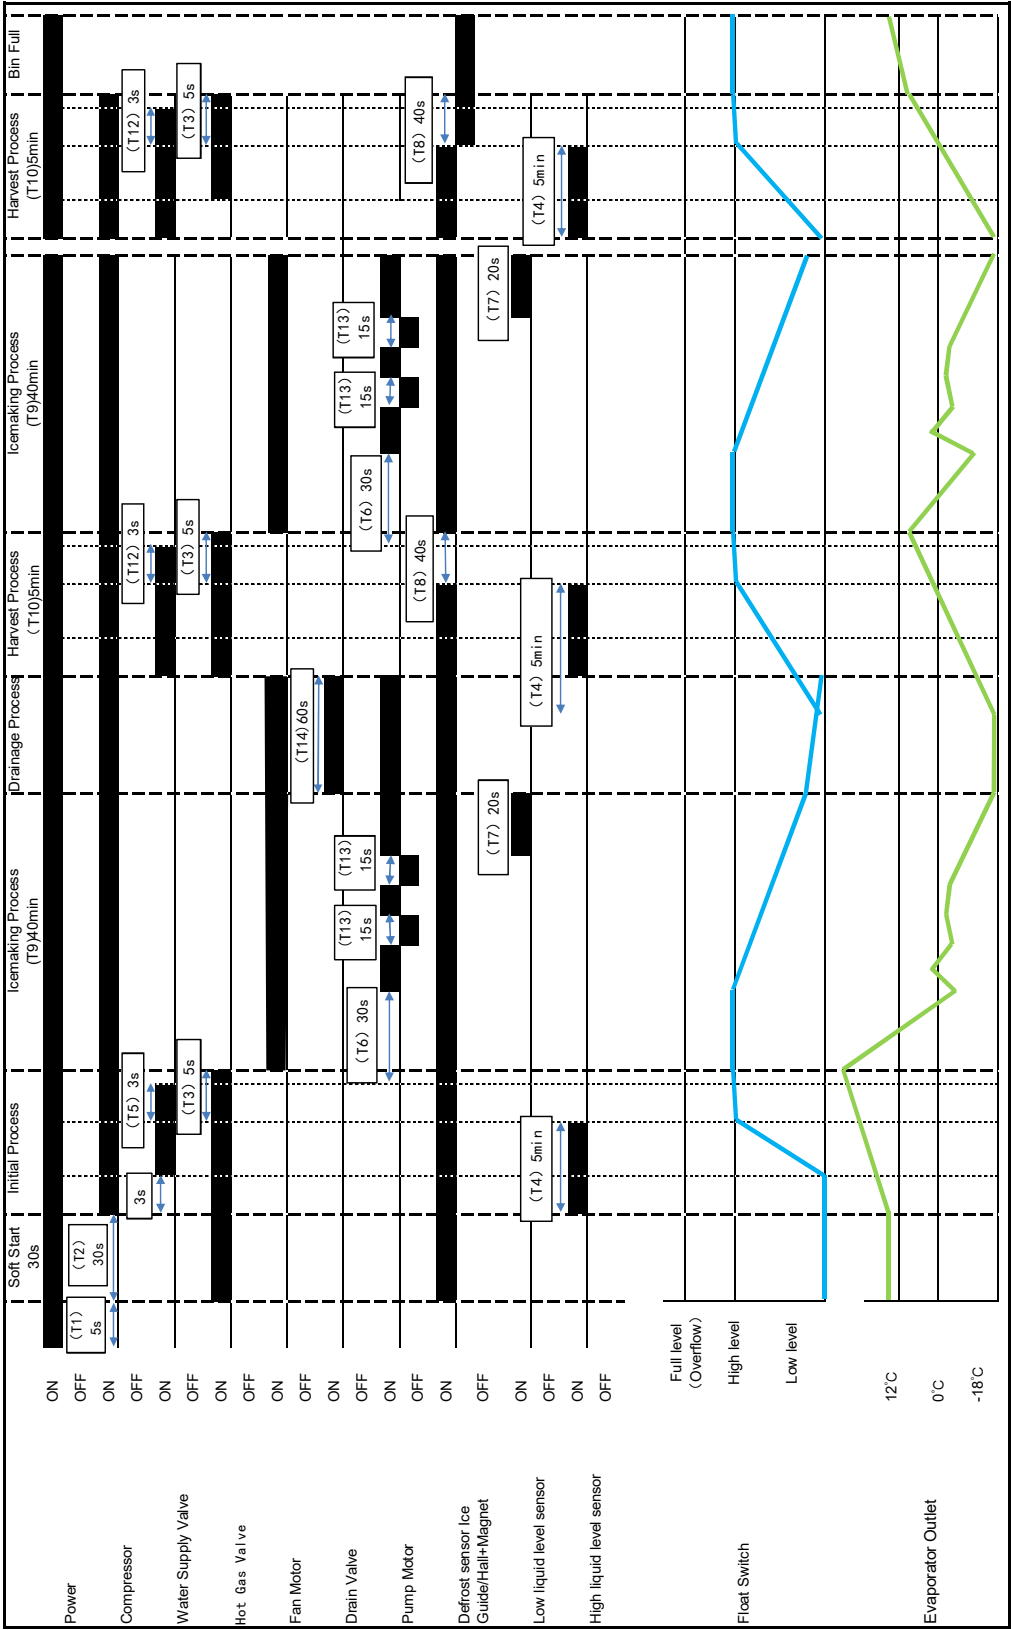 Soft Start
30s
Initial Process
Icemaking Process
(T9)40min
Drainage Process
Harvest Process
(T10)5min
Icemaking Process
(T9)40min
Harvest Process
(T10)5min
Bin Full
Power
ON
OFF
(T1)
5s
(T2)
30s
Compressor
ON
OFF
3s
(T5) 3s
(T12) 3s
(T12) 3s
Water Supply Valve
ON
OFF
(T3) 5s
(T3) 5s
(T3) 5s
Hot Gas Valve
ON
OFF
Fan Motor
ON
OFF
(T14)60s
Drain Valve
ON
OFF
(T6) 30s
(T13)
15s
(T13)
15s
(T6) 30s
(T13)
15s
(T13)
15s
Pump Motor
ON
OFF
(T8) 40s
(T8) 40s
Defrost sensor Ice
Guide/Hall+Magnet
ON
OFF
(T7) 20s
(T7) 20s
Low liquid level sensor
ON
OFF
(T4) 5min
(T4) 5min
(T4) 5min
High liquid level sensor
ON
OFF
Float Switch
Full level
(Overflow)
High level
Low level
Evaporator Outlet
12℃
0℃
-18℃